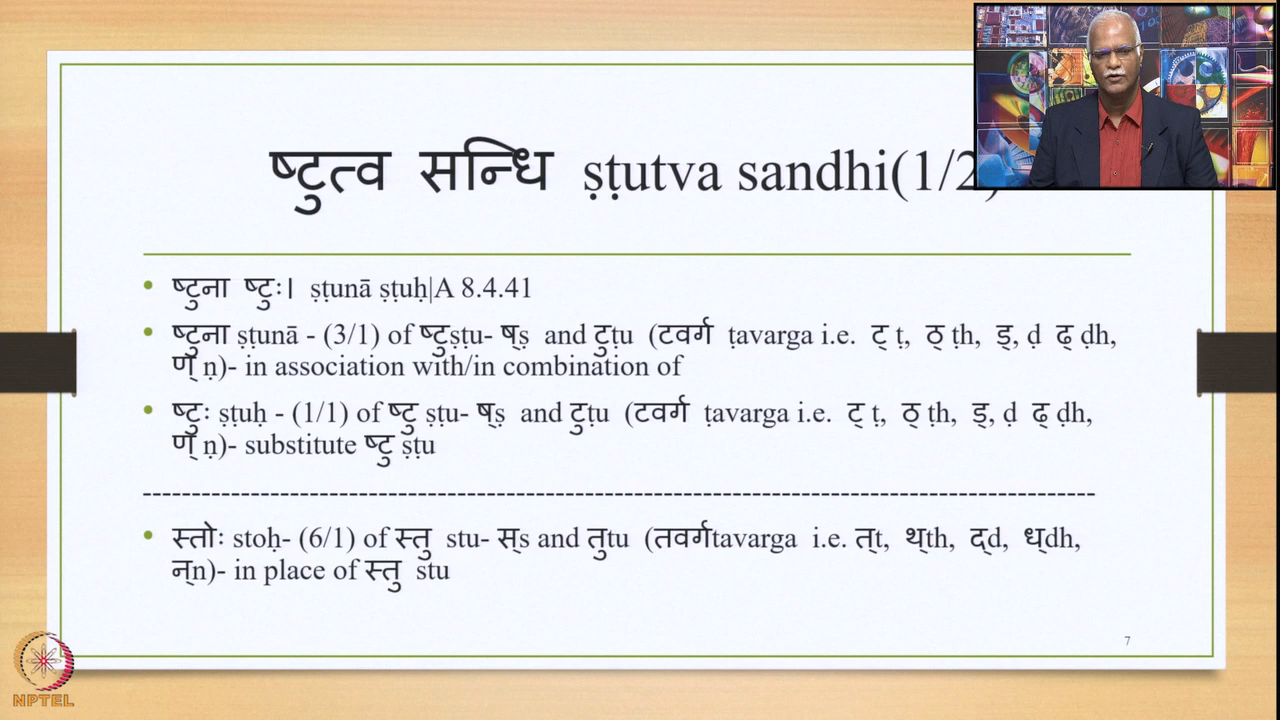 ष्टुत्व सन्धि ṣṭutva sandhi(1/2)
ष्टुना ष्टुः। ṣṭunā ṣṭuḥ|A 8.4.41
ष्टुना ṣṭunā - (3/1) of ष्टुṣṭu- ष्ṣ and टुṭu (टवर्ग ṭavarga i.e. ट् ṭ, ठ् ṭh, ड्, ḍ ढ् ḍh,
ण् ṇ)- in association with/in combination of
ष्टुः ṣṭuḥ - (1/1) of ष्टु ṣṭu- ष्ṣ and टुṭu (टवर्ग ṭavarga i.e. ट् ṭ, ठ् ṭh, ड्, ḍ ढ् ḍh,
ण् ṇ)- substitute ष्टु ṣṭu
स्तोः stoḥ- (6/1) of स्तु stu- स्s and तुtu (तवर्गtavarga i.e. त्t, थ्th, द्d, ध्dh,
न्n)- in place of स्तु stu
7
NPTEL